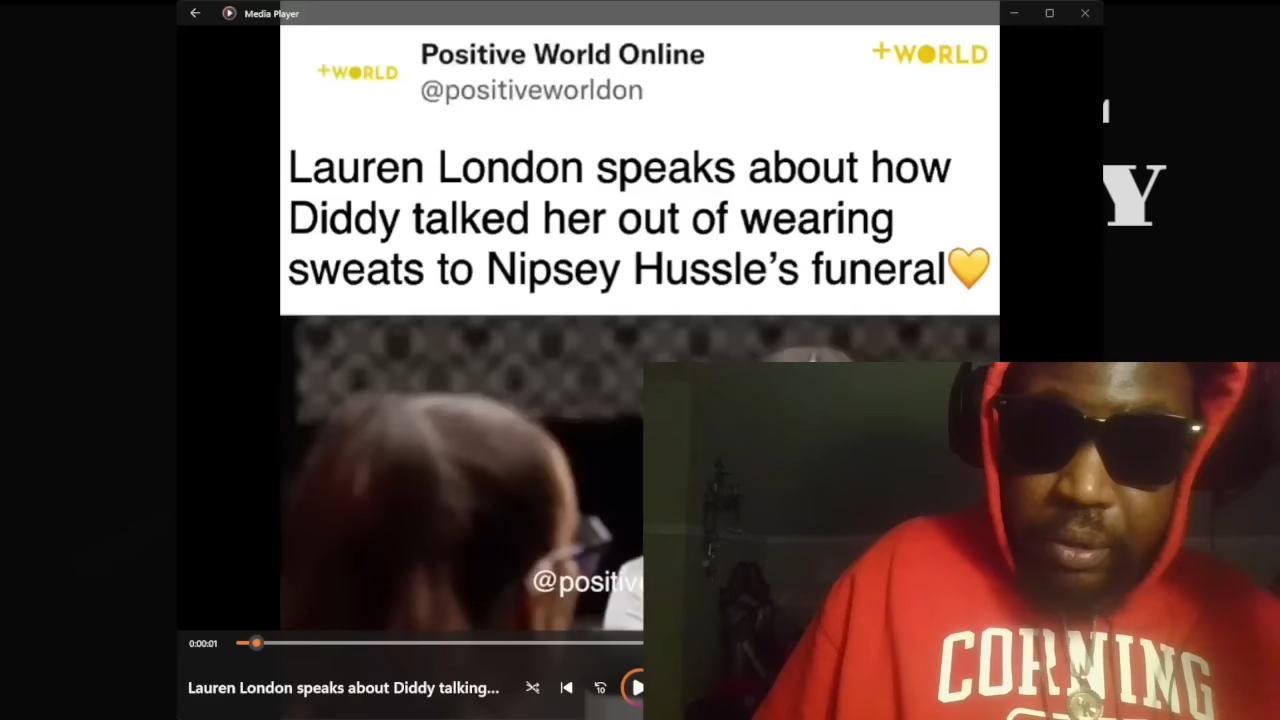 Media Player
Positive World Online
@positiveworldon
+WORLD
+WORLD
Lauren London speaks about how
Diddy talked her out of wearing
sweats to Nipsey Hussle’s funeral💛
@positiv
Y
0:00:01
Lauren London speaks about Diddy talking...
10
CORNING